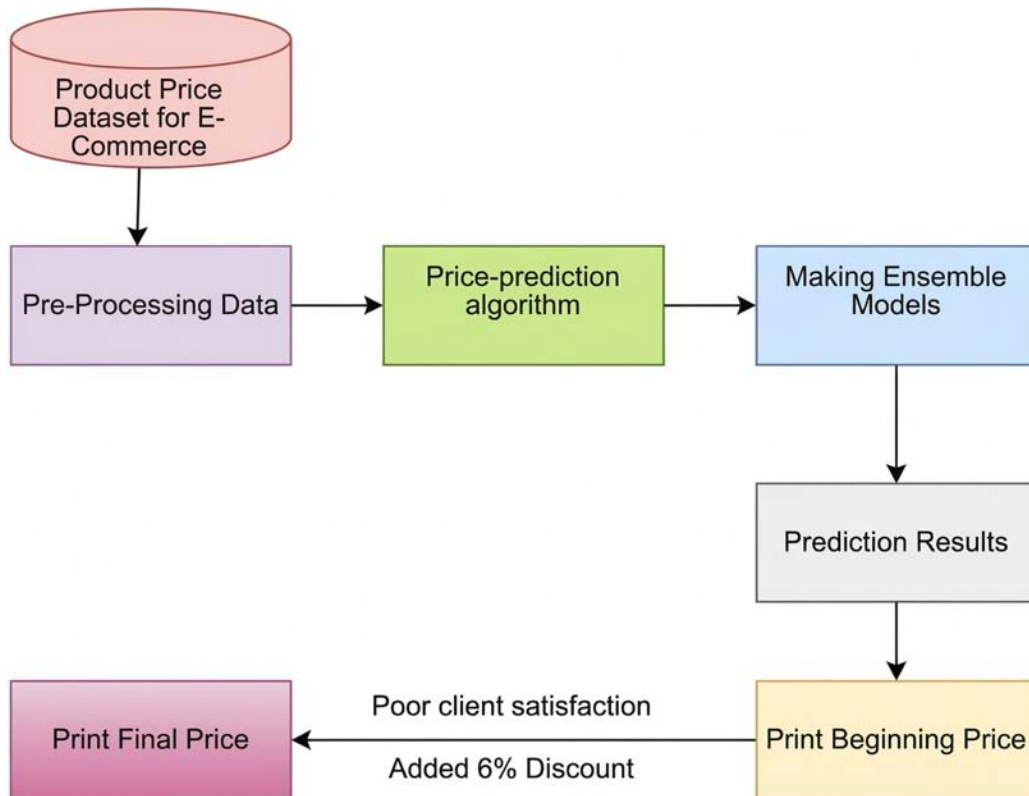 Product Price
Dataset for E-
Commerce
Pre-Processing Data
Price-prediction
algorithm
Making Ensemble
Models
Prediction Results
Poor client satisfaction
Print Final Price
Added 6% Discount
Print Beginning Price